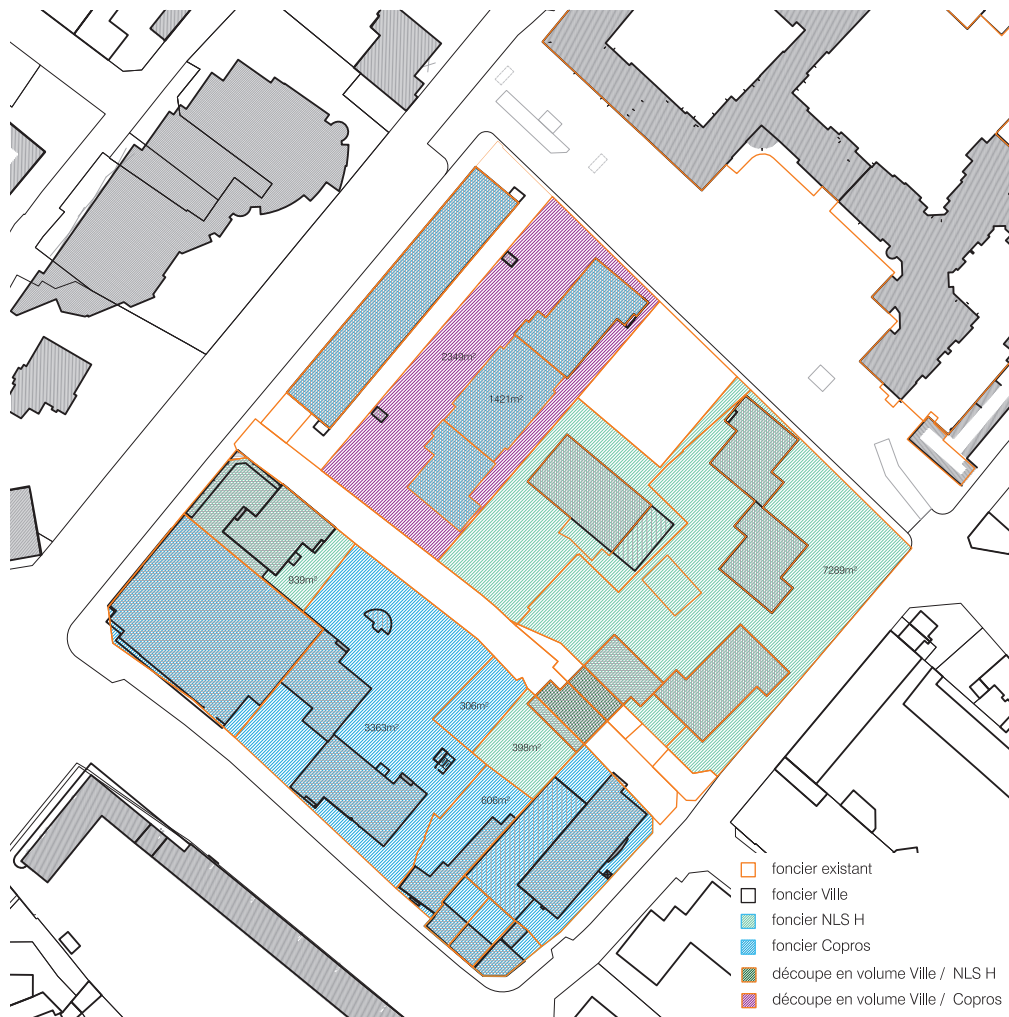 2349m²
1421m²
7289m²
939m²
306m²
3363m²
398m²
606m²
foncier existant
foncier Ville
foncier NLS H
foncier Copros
découpe en volume Ville / NLS H
découpe en volume Ville / Copros